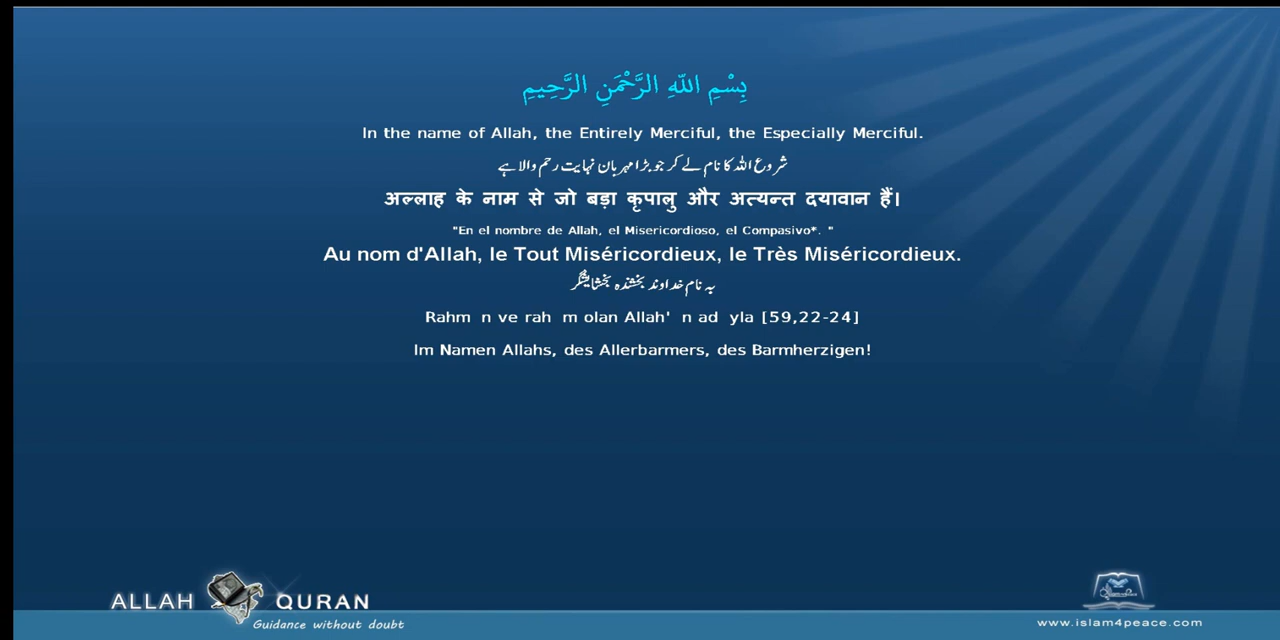 بِسْمِ اللّهِ الرَّحْمَنِ الرَّحِيمِ
In the name of Allah, the Entirely Merciful, the Especially Merciful.
شروع الله کا نام لے کر جو بڑا مہربان نہایت رحم والا ہے
अल्लाह के नाम से जो बड़ा कृपालु और अत्यन्त दयावान हैं।
"En el nombre de Allah, el Misericordioso, el Compasivo*. "
Au nom d'Allah, le Tout Miséricordieux, le Très Miséricordieux.
به نام خداوند بخشنده بخشایشگر
Rahm n ve rah m olan Allah' n ad yla [59,22-24]
Im Namen Allahs, des Allerbarmers, des Barmherzigen!
ALLAH QURAN
Guidance without doubt
www.islam4peace.com